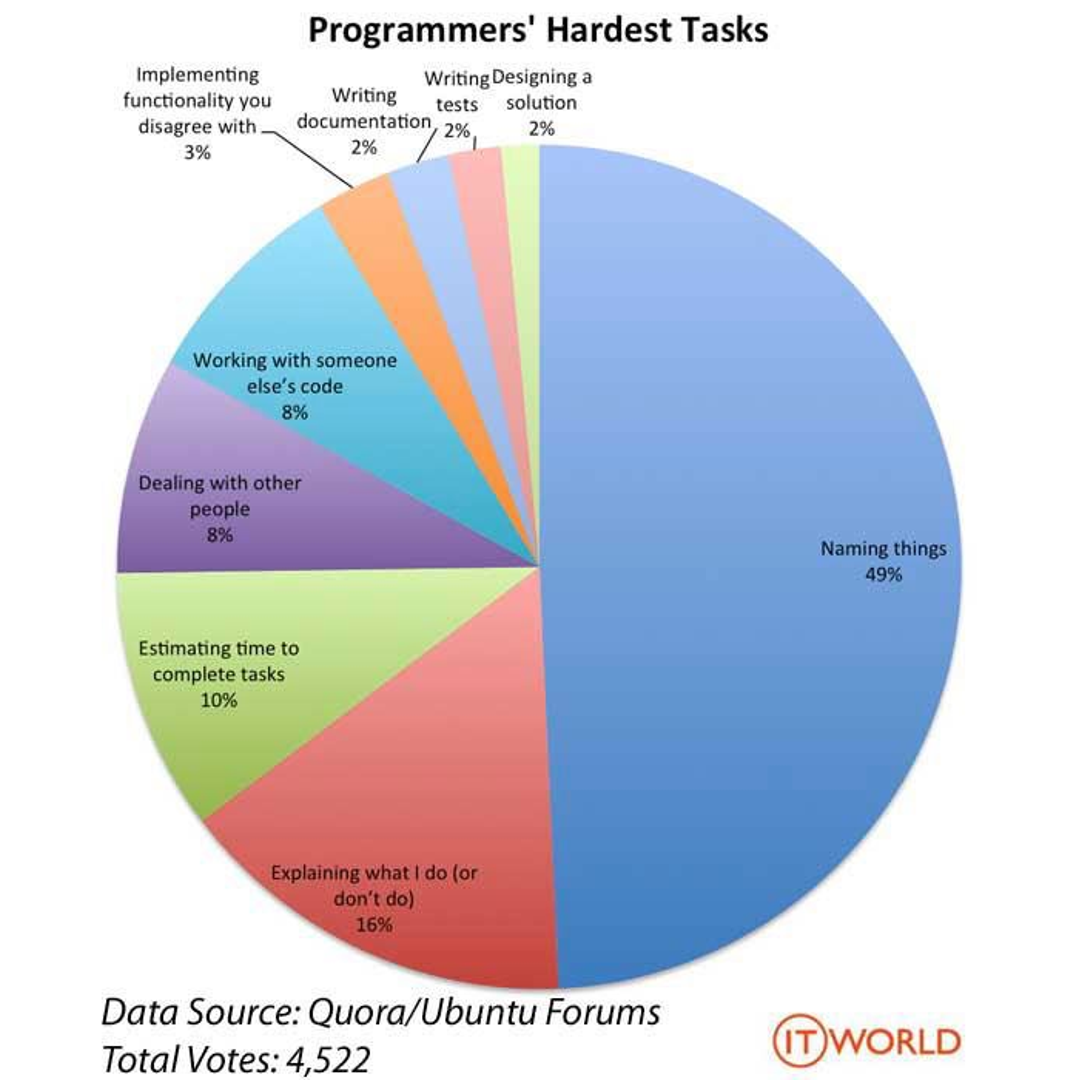 Programmers' Hardest Tasks
Implementing
functionality you
disagree with
3%
Writing
documentation
2%
Writing
tests
2%
Designing a
solution
2%
Working with someone
else’s code
8%
Dealing with other
people
8%
Naming things
49%
Estimating time to
complete tasks
10%
Explaining what I do (or
don’t do)
16%
Data Source: Quora/Ubuntu Forums
Total Votes: 4,522
ITWORLD